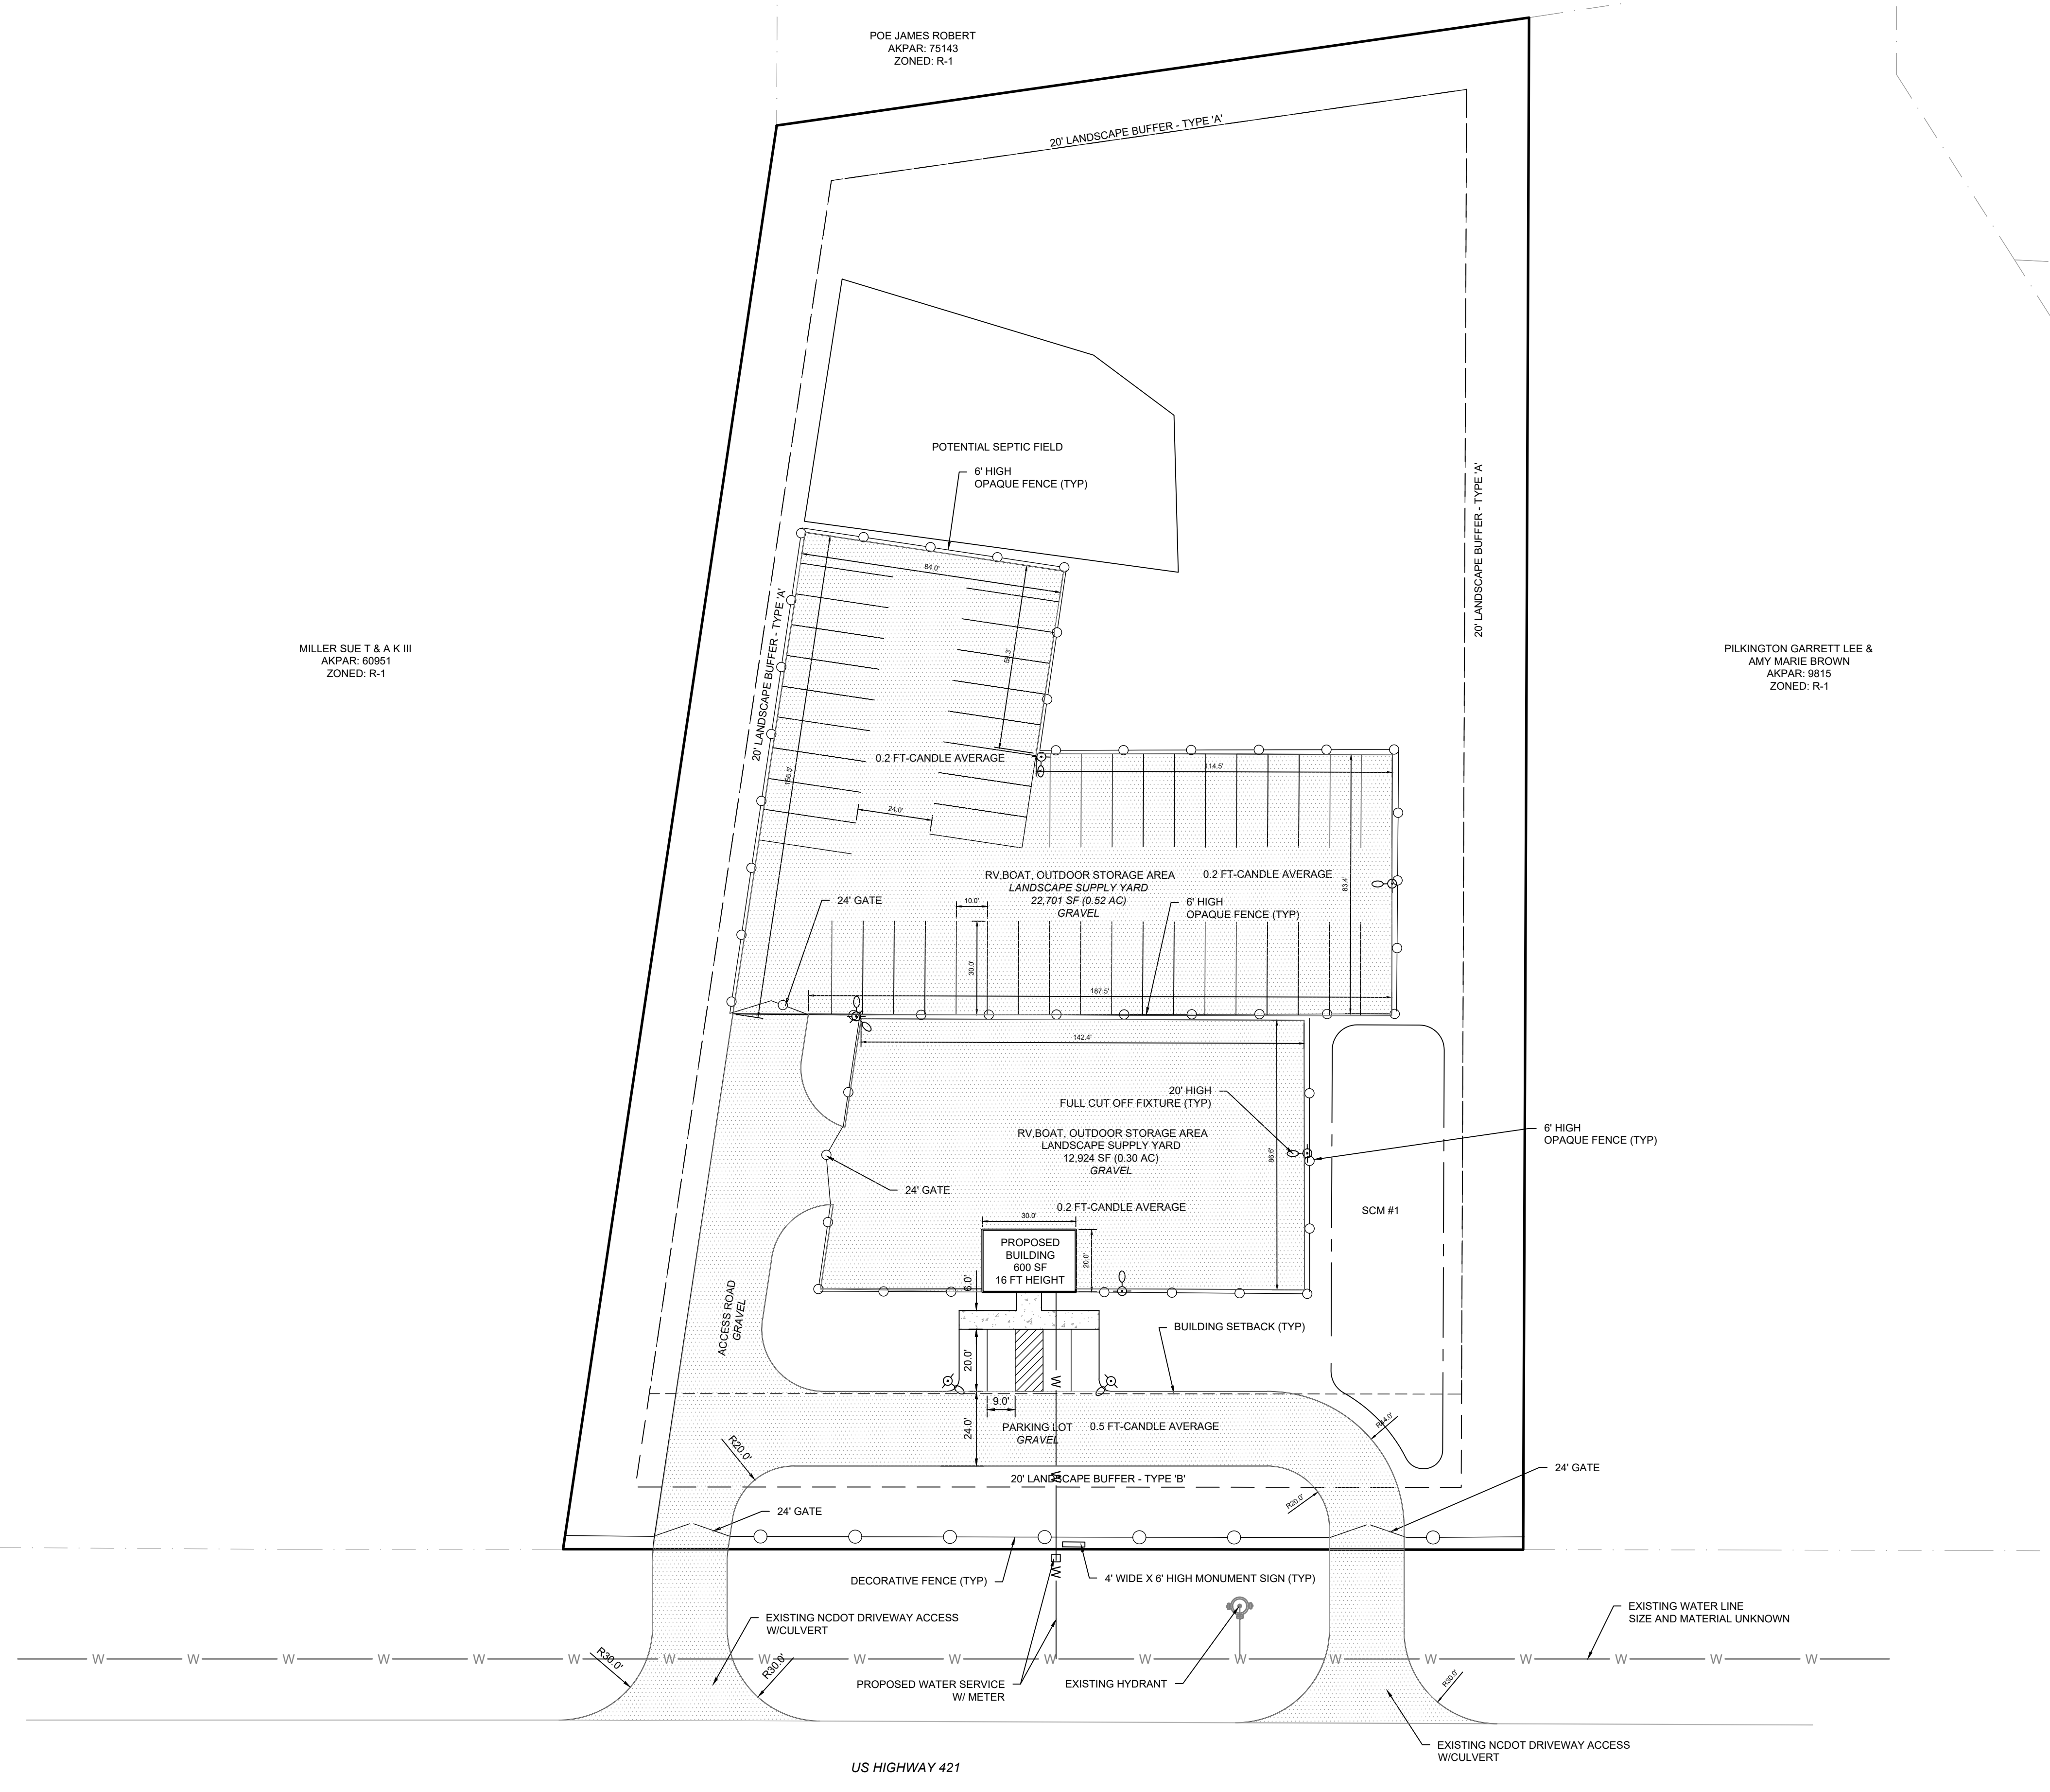 POE JAMES ROBERT
AKPAR: 75143
ZONED: R-1
20' LANDSCAPE BUFFER - TYPE 'A'
POTENTIAL SEPTIC FIELD
6' HIGH
OPAQUE FENCE (TYP)
20' LANDSCAPE BUFFER - TYPE 'A'
84.0'
20' LANDSCAPE BUFFER - TYPE 'A'
MILLER SUE T & A K III
AKPAR: 60951
ZONED: R-1
PILKINGTON GARRETT LEE &
AMY MARIE BROWN
AKPAR: 9815
ZONED: R-1
0.2 FT-CANDLE AVERAGE
114.5'
24.0'
RV,BOAT, OUTDOOR STORAGE AREA
LANDSCAPE SUPPLY YARD
22,701 SF (0.52 AC)
GRAVEL
0.2 FT-CANDLE AVERAGE
83.4'
24' GATE
10.0'
6' HIGH
OPAQUE FENCE (TYP)
30.0'
187.5'
142.4'
20' HIGH
FULL CUT OFF FIXTURE (TYP)
RV,BOAT, OUTDOOR STORAGE AREA
LANDSCAPE SUPPLY YARD
12,924 SF (0.30 AC)
GRAVEL
86.6'
6' HIGH
OPAQUE FENCE (TYP)
24' GATE
0.2 FT-CANDLE AVERAGE
SCM #1
30.0'
PROPOSED
BUILDING
600 SF
16 FT HEIGHT
20.0'
6.0'
ACCESS ROAD
GRAVEL
BUILDING SETBACK (TYP)
20.0'
W
9.0'
24.0'
PARKING LOT
GRAVEL
0.5 FT-CANDLE AVERAGE
R20.0'
20' LANDSCAPE BUFFER - TYPE 'B'
W
24' GATE
R20.0'
24' GATE
DECORATIVE FENCE (TYP)
W
4' WIDE X 6' HIGH MONUMENT SIGN (TYP)
EXISTING NCDOT DRIVEWAY ACCESS
W/CULVERT
EXISTING WATER LINE
SIZE AND MATERIAL UNKNOWN
W W W W W W W W W W W W W W W W W W W
R30.0'
R30.0'
R30.0'
PROPOSED WATER SERVICE
W/ METER
EXISTING HYDRANT
EXISTING NCDOT DRIVEWAY ACCESS
W/CULVERT
US HIGHWAY 421